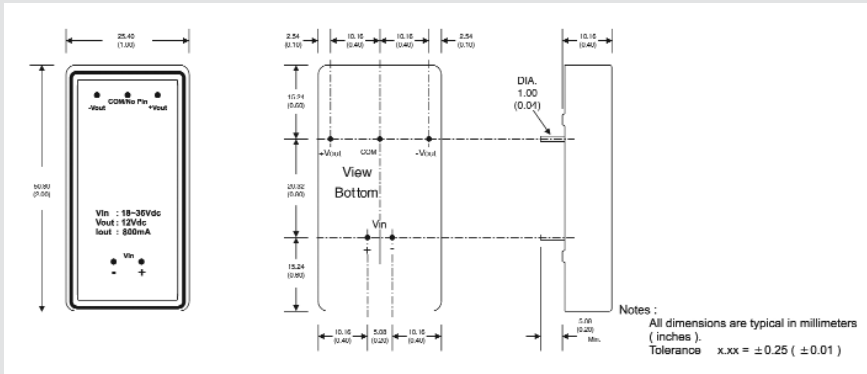 25.40
(1.00)
50.80
(2.00)
COM/No Pin
-Vout
+Vout
Vin : 18~36Vdc
Vout : 12Vdc
Iout : 800mA
Vin
- +
2.54
(0.10)
10.16
(0.40)
10.16
(0.40)
2.54
(0.10)
15.24
(0.60)
20.32
(0.80)
15.24
(0.60)
+Vout
COM
-Vout
View
Bottom
Vin
+ -
10.16
(0.40)
5.08
(0.20)
10.16
(0.40)
10.16
(0.40)
DIA.
1.00
(0.04)
5.08
(0.20)
Min.
Notes :
All dimensions are typical in millimeters
( inches ).
Tolerance x.xx = ±0.25 ( ±0.01 )